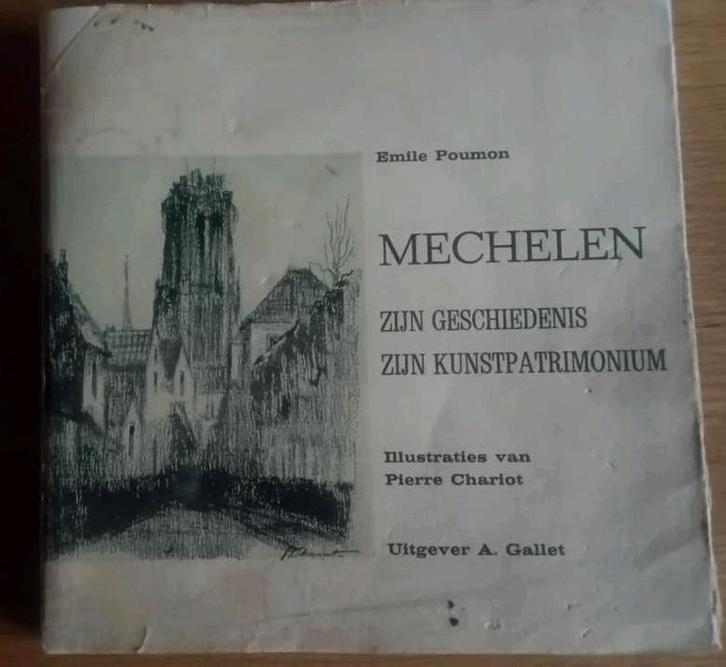 Emile Poumon
MECHELEN
ZIJN GESCHIEDENIS
ZIJN KUNSTPATRIMONIUM
Illustraties van
Pierre Chariot
Uitgever A. Gallet